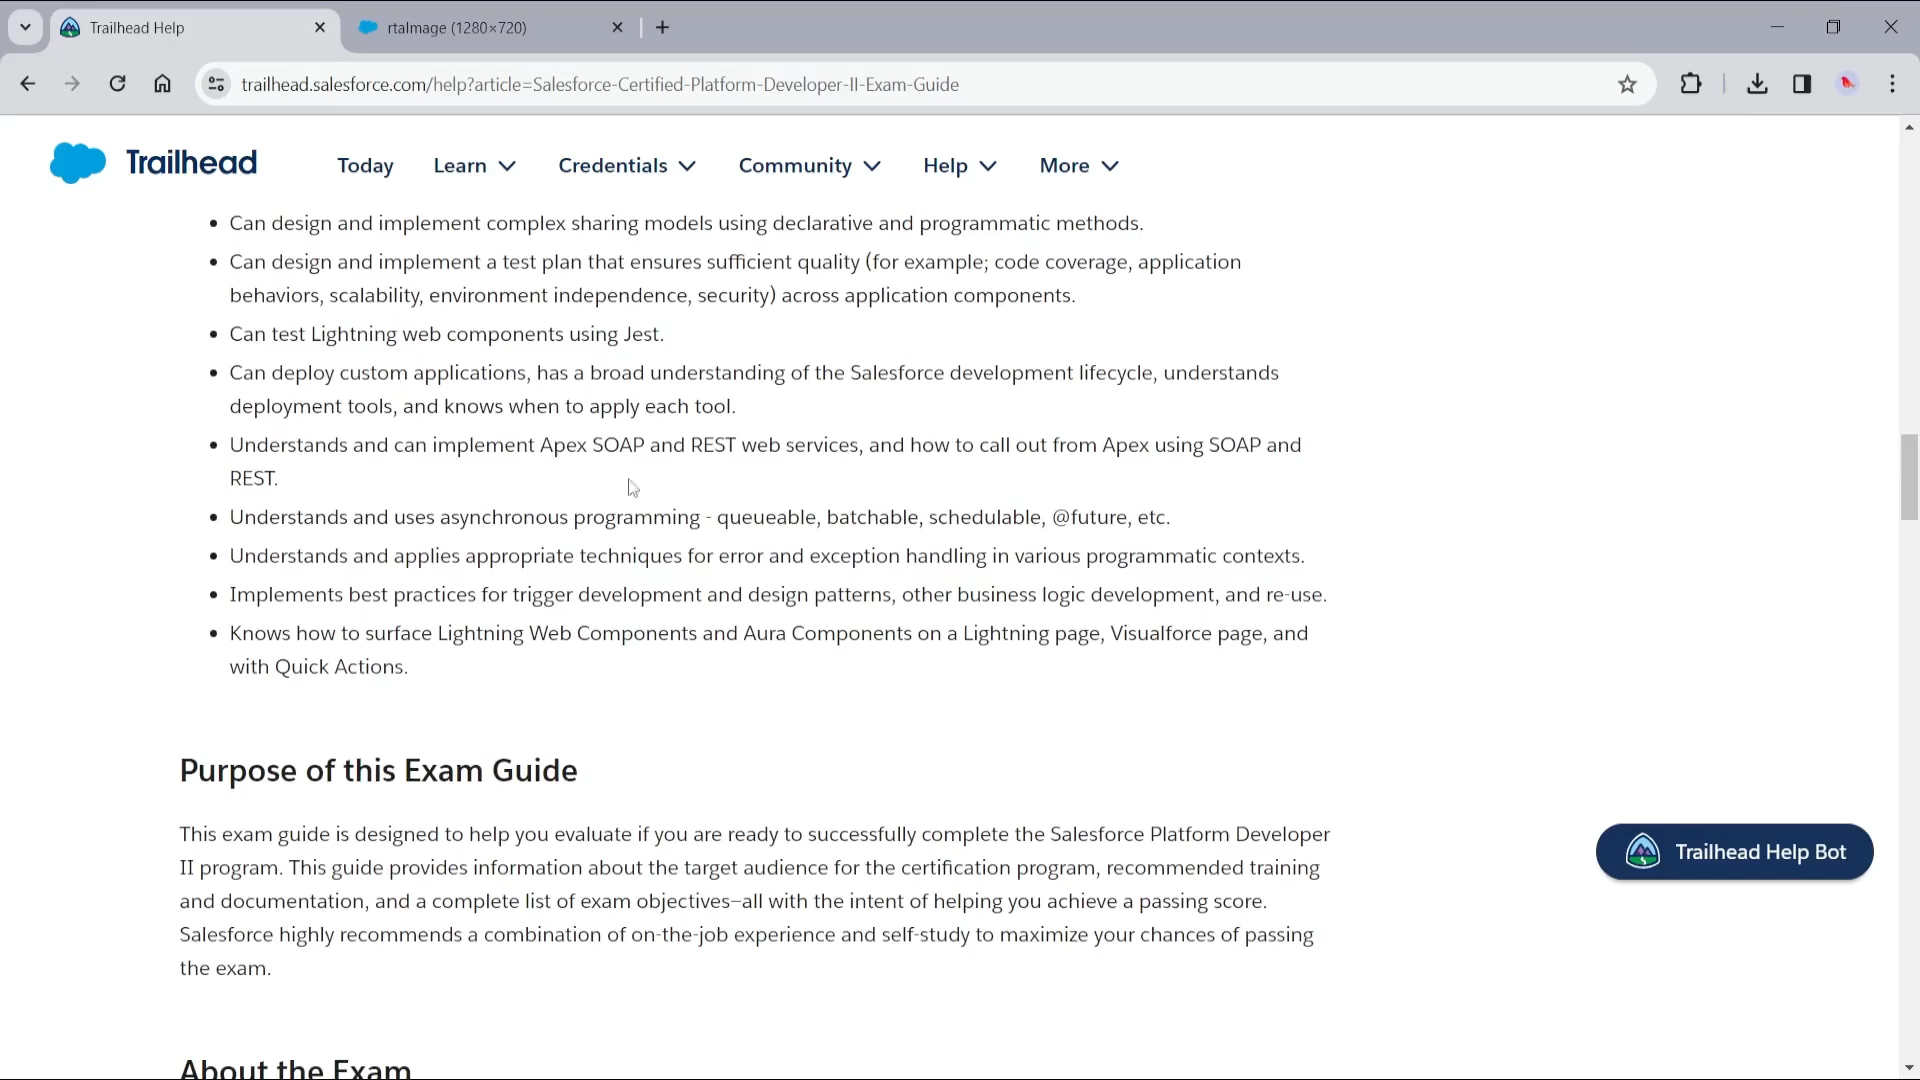 Trailhead Help
rtaImage (1280×720)
trailhead.salesforce.com/help?article=Salesforce-Certified-Platform-Developer-II-Exam-Guide
Trailhead
Today
Learn
Credentials
Community
Help
More
• Can design and implement complex sharing models using declarative and programmatic methods.
• Can design and implement a test plan that ensures sufficient quality (for example; code coverage, application
behaviors, scalability, environment independence, security) across application components.
• Can test Lightning web components using Jest.
• Can deploy custom applications, has a broad understanding of the Salesforce development lifecycle, understands
deployment tools, and knows when to apply each tool.
• Understands and can implement Apex SOAP and REST web services, and how to call out from Apex using SOAP and
REST.
• Understands and uses asynchronous programming - queueable, batchable, schedulable, @future, etc.
• Understands and applies appropriate techniques for error and exception handling in various programmatic contexts.
• Implements best practices for trigger development and design patterns, other business logic development, and re-use.
• Knows how to surface Lightning Web Components and Aura Components on a Lightning page, Visualforce page, and
with Quick Actions.
Purpose of this Exam Guide
This exam guide is designed to help you evaluate if you are ready to successfully complete the Salesforce Platform Developer
II program. This guide provides information about the target audience for the certification program, recommended training
and documentation, and a complete list of exam objectives—all with the intent of helping you achieve a passing score.
Salesforce highly recommends a combination of on-the-job experience and self-study to maximize your chances of passing
the exam.
Trailhead Help Bot
About the Exam